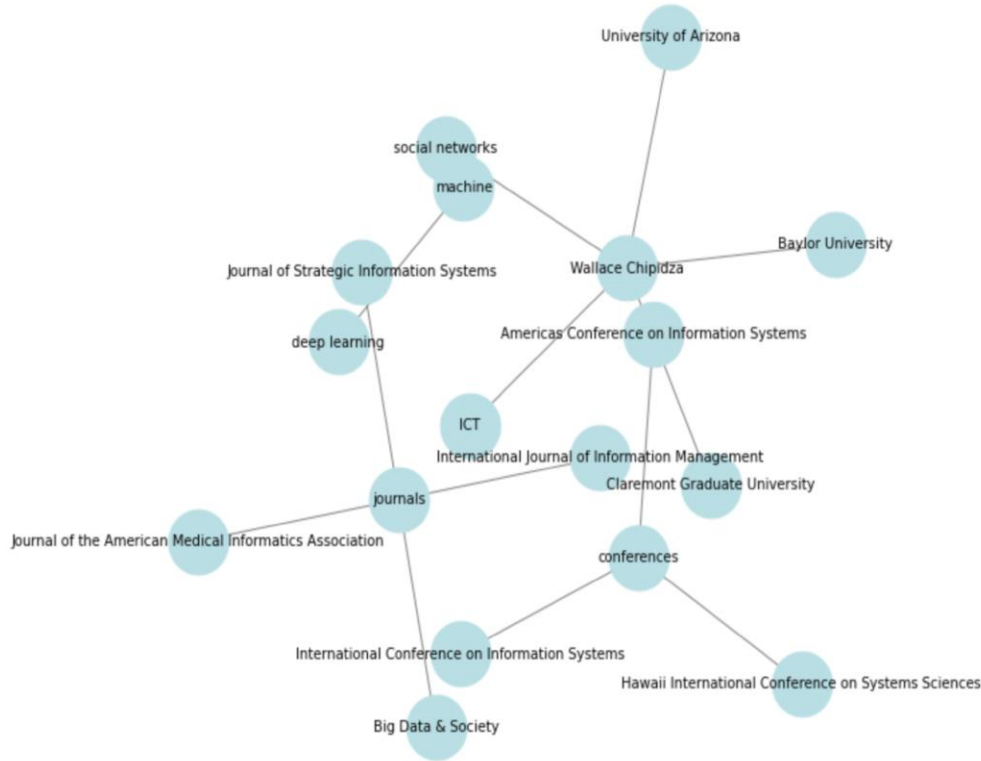 University of Arizona
social networks
machine
Baylor University
Wallace Chipidza
Journal of Strategic Information Systems
Americas Conference on Information Systems
deep learning
ICT
International Journal of Information Management
Claremont Graduate University
journals
Journal of the American Medical Informatics Association
conferences
International Conference on Information Systems
Hawaii International Conference on Systems Sciences
Big Data & Society